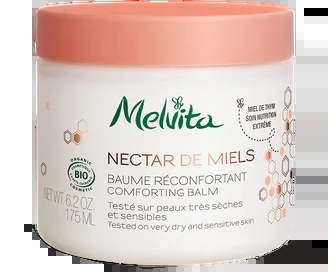 Melvita
MIEL DE THYM
SOIN NUTRITION
EXTRÊME
NECTAR DE MIELS
BAUME RÉCONFORTANT
COMFORTING BALM
ORGANIC
BIO
COSMETIC
Testé sur peaux très sèches
et sensibles
Tested on very dry and sensitive skin
NET WT. 6.2 OZ.
175 ML